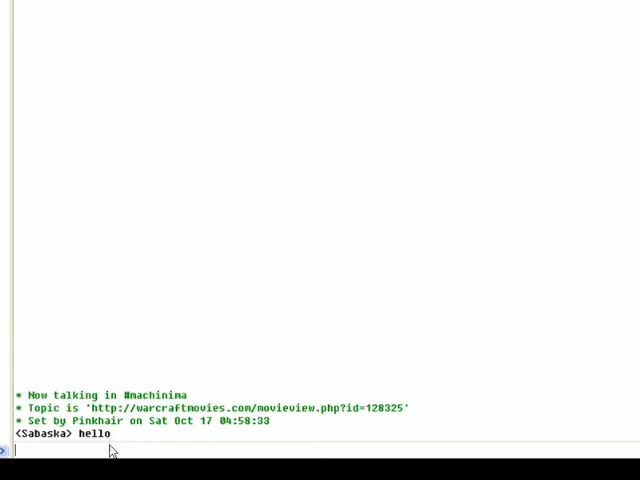 * Now talking in #machinima
* Topic is 'http://warcraftmovies.com/movieview.php?id=128325'
* Set by Pinkhair on Sat Oct 17 04:58:33
<Sabaska> hello